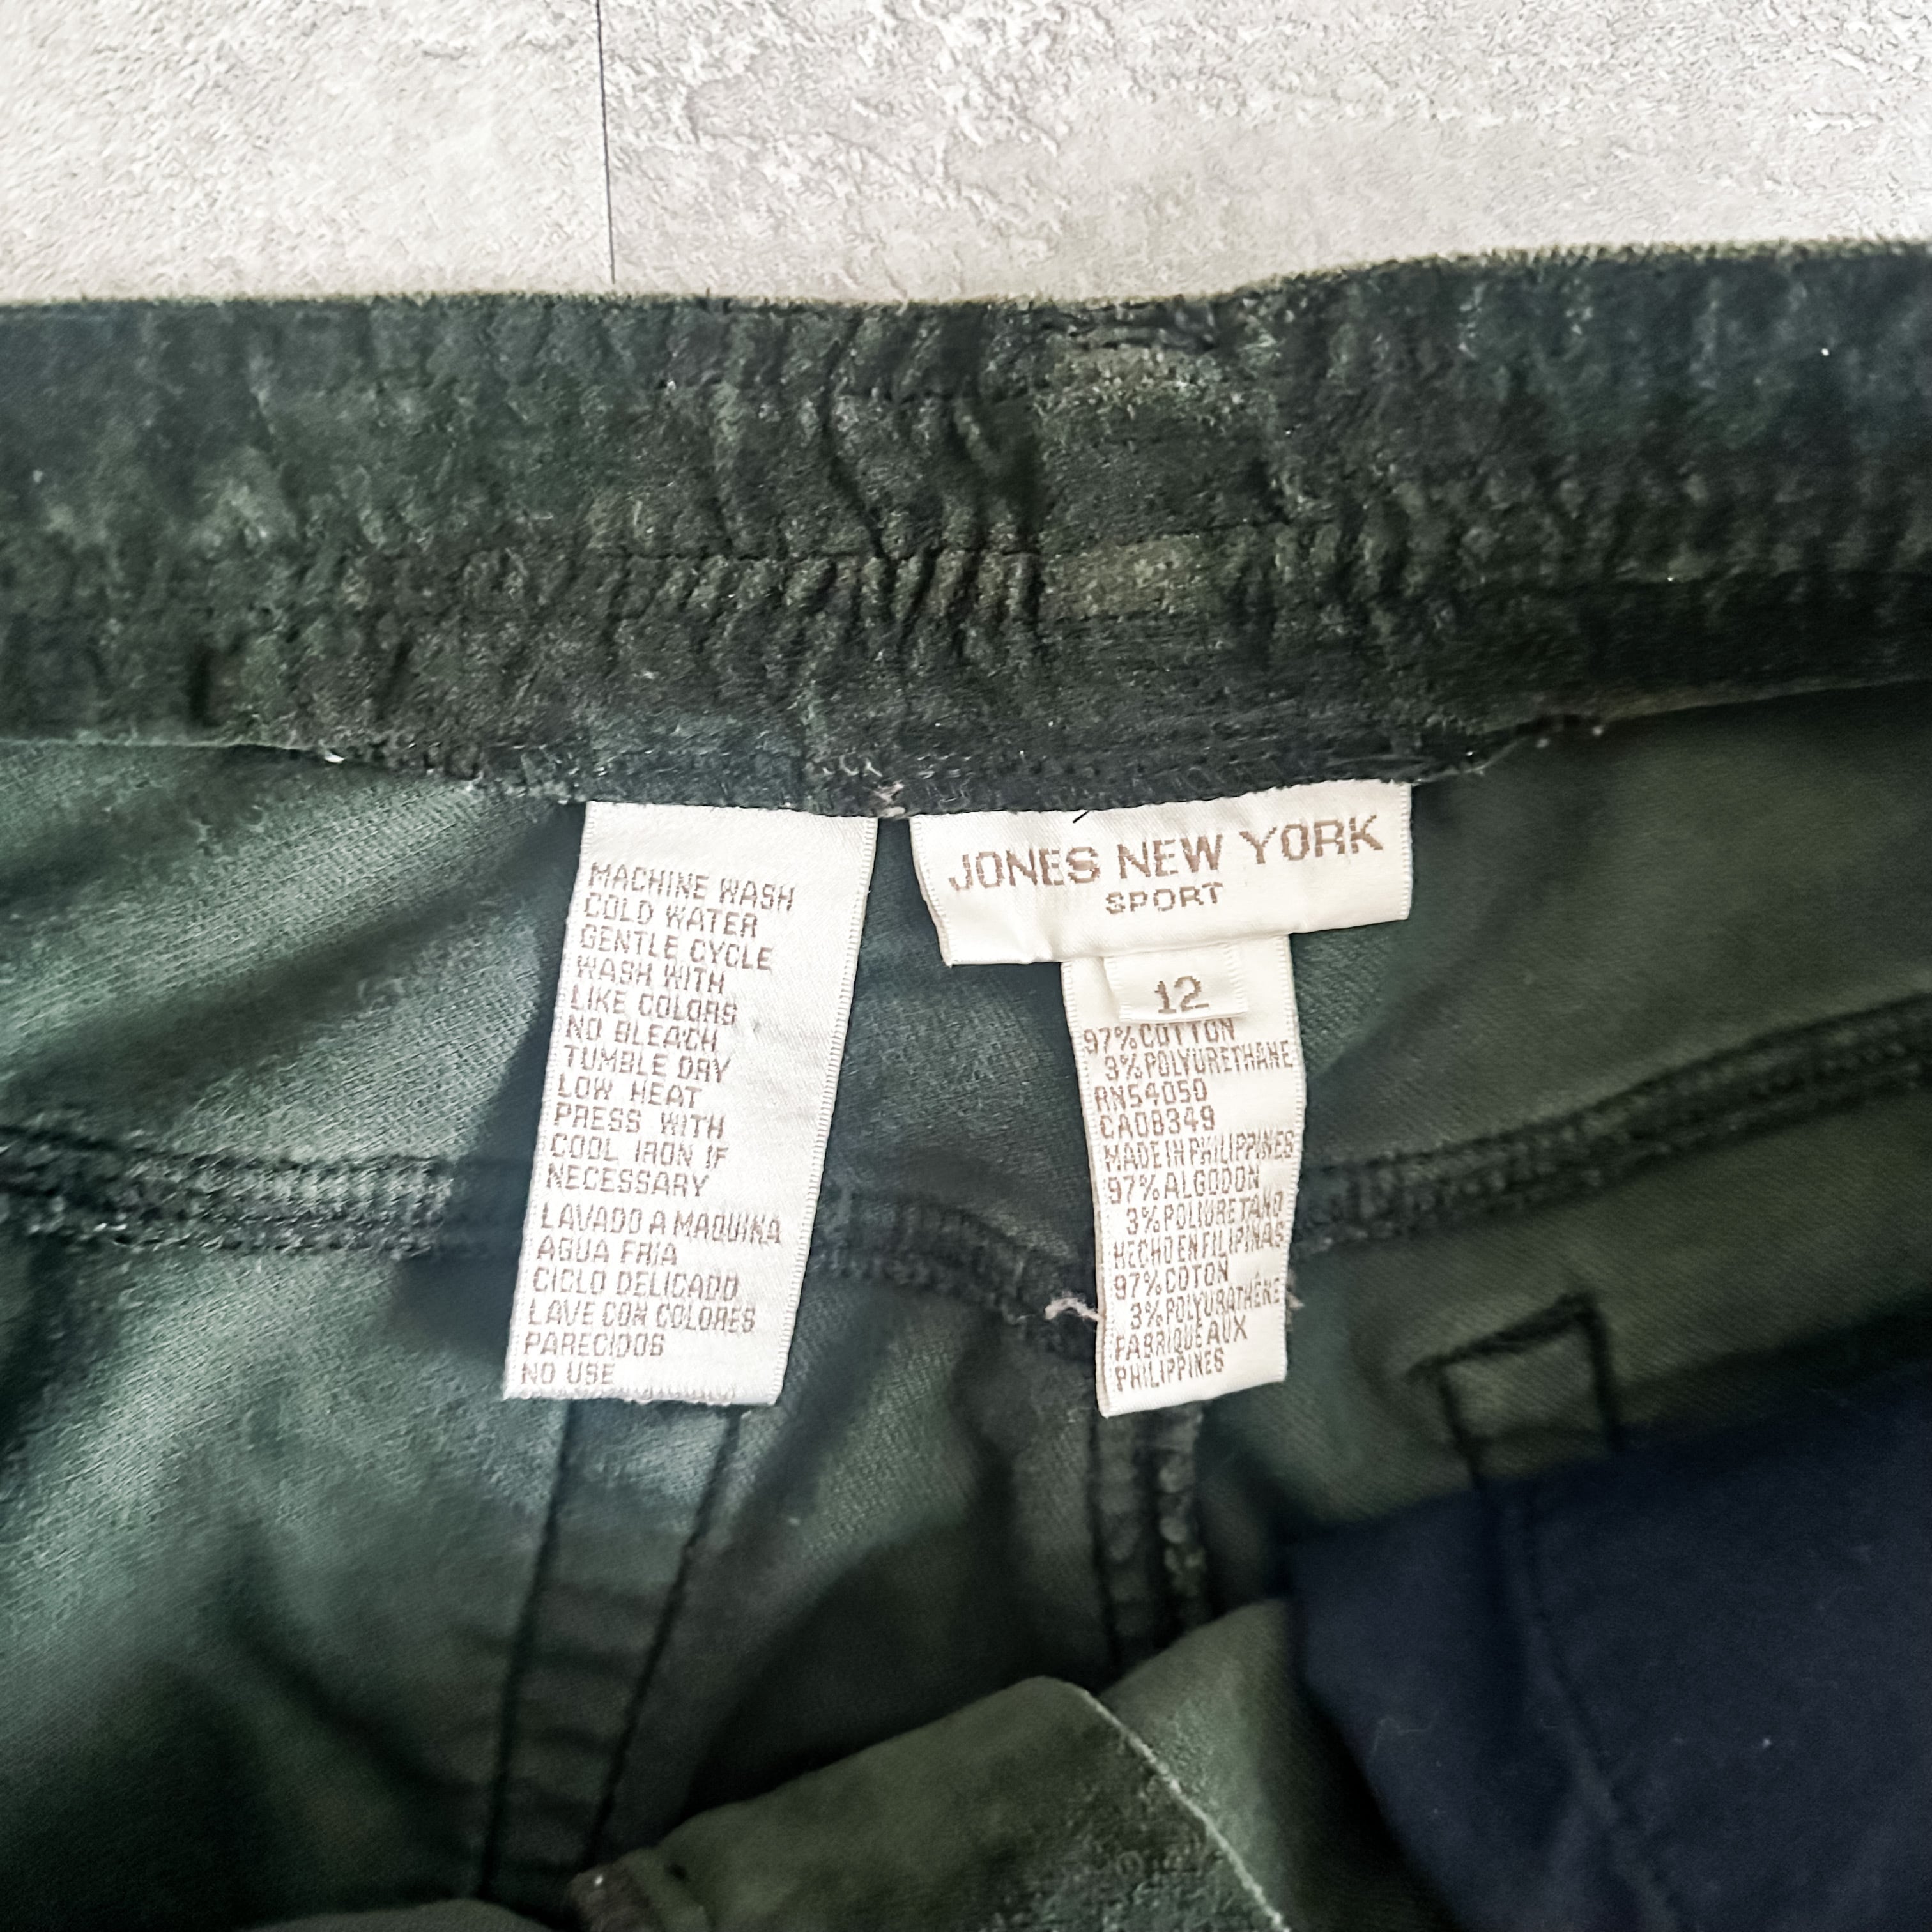 MACHINE WASH
COLD WATER
GENTLE CYCLE
WASH WITH
LIKE COLORS
NO BLEACH
TUMBLE DRY
LOW HEAT
PRESS WITH
COOL IRON IF
NECESSARY
LAVADO A MAQUINA
AGUA FRIA
CICLO DELICADO
LAVE CON COLORES
PARECIDOS
NO USE
JONES NEW YORK
SPORT
12
97% COTTON
3% POLYURETHANE
RN54050
CA08349
MADE IN PHILIPPINES
97% ALGODON
3% POLIURETANO
HECHO EN FILIPINAS
97% COTON
3% POLYURATHÉNE
FABRIQUE AUX
PHILIPPINES